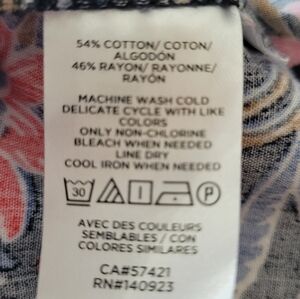 54% COTTON/ COTON/
ALGODÓN
46% RAYON/ RAYONNE/
RAYÓN
MACHINE WASH COLD
DELICATE CYCLE WITH LIKE
COLORS
ONLY NON-CHLORINE
BLEACH WHEN NEEDED
LINE DRY
COOL IRON WHEN NEEDED
30 P
AVEC DES COULEURS
SEMBLABLES / CON
COLORES SIMILARES
CA#57421
RN#140923